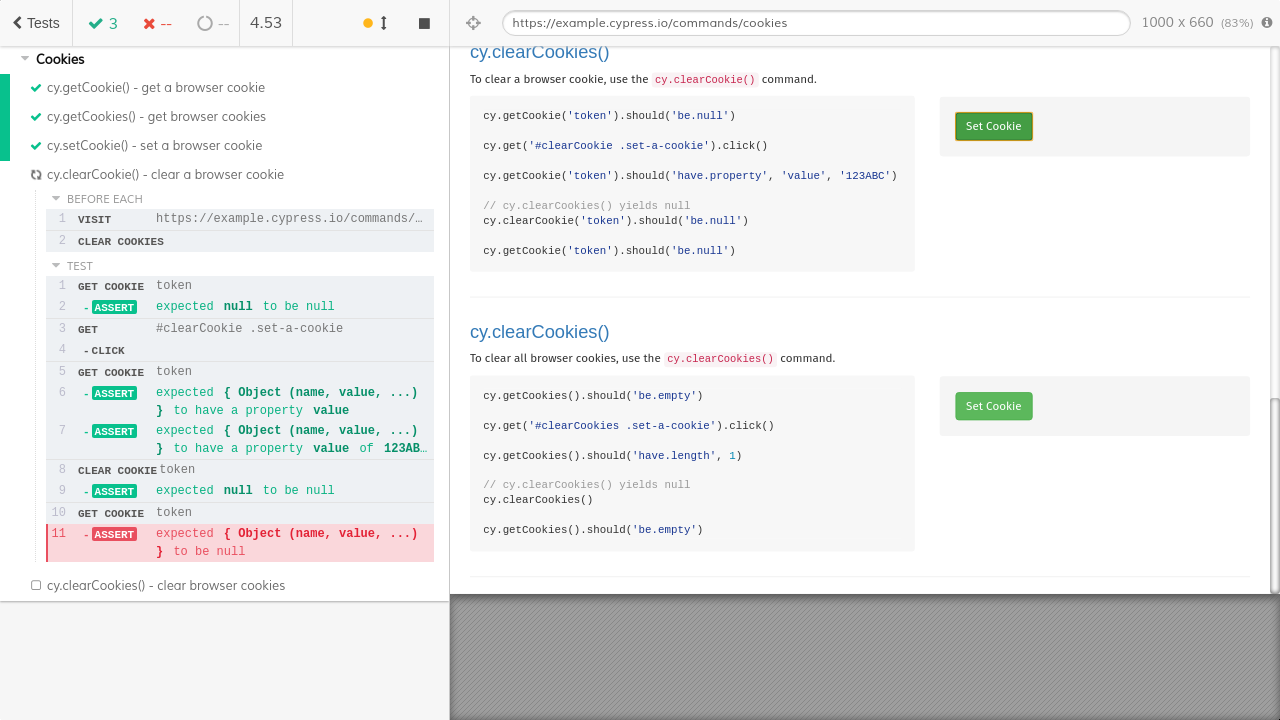 Tests
3
--
--
4.53
https://example.cypress.io/commands/cookies
1000 x 660 (83%)
Cookies
cy.getCookie() - get a browser cookie
cy.getCookies() - get browser cookies
cy.setCookie() - set a browser cookie
cy.clearCookie() - clear a browser cookie
BEFORE EACH
1 VISIT https://example.cypress.io/commands/…
2 CLEAR COOKIES
TEST
1 GET COOKIE token
2 - ASSERT expected null to be null
3 GET #clearCookie .set-a-cookie
4 - CLICK
5 GET COOKIE token
6 - ASSERT expected { Object (name, value, ...)
} to have a property value
7 - ASSERT expected { Object (name, value, ...)
} to have a property value of 123AB…
8 CLEAR COOKIE token
9 - ASSERT expected null to be null
10 GET COOKIE token
11 - ASSERT expected { Object (name, value, ...)
} to be null
cy.clearCookies() - clear browser cookies
cy.clearCookies()
To clear a browser cookie, use the cy.clearCookie() command.
cy.getCookie('token').should('be.null')
cy.get('#clearCookie .set-a-cookie').click()
cy.getCookie('token').should('have.property', 'value', '123ABC')
// cy.clearCookies() yields null
cy.clearCookie('token').should('be.null')
cy.getCookie('token').should('be.null')
Set Cookie
cy.clearCookies()
To clear all browser cookies, use the cy.clearCookies() command.
cy.getCookies().should('be.empty')
cy.get('#clearCookies .set-a-cookie').click()
cy.getCookies().should('have.length', 1)
// cy.clearCookies() yields null
cy.clearCookies()
cy.getCookies().should('be.empty')
Set Cookie